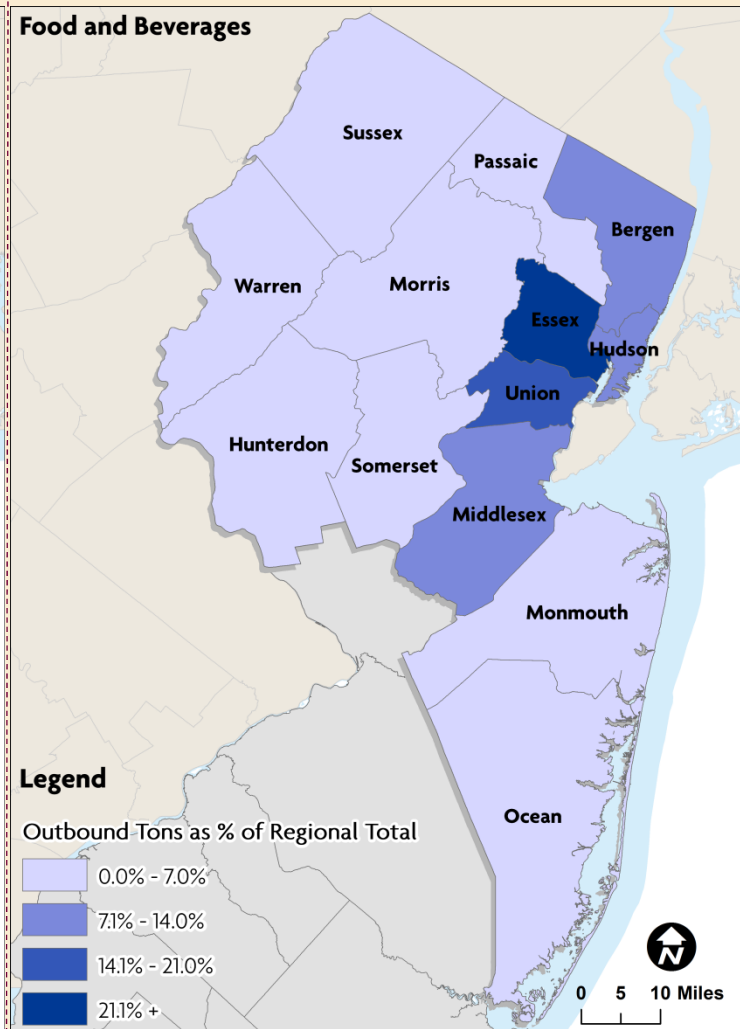 Food and Beverages
Sussex
Passaic
Bergen
Warren
Morris
Essex
Hudson
Union
Hunterdon
Somerset
Middlesex
Monmouth
Ocean
Legend
Outbound Tons as % of Regional Total
0.0% - 7.0%
7.1% - 14.0%
14.1% - 21.0%
21.1% +
N
0 5 10 Miles